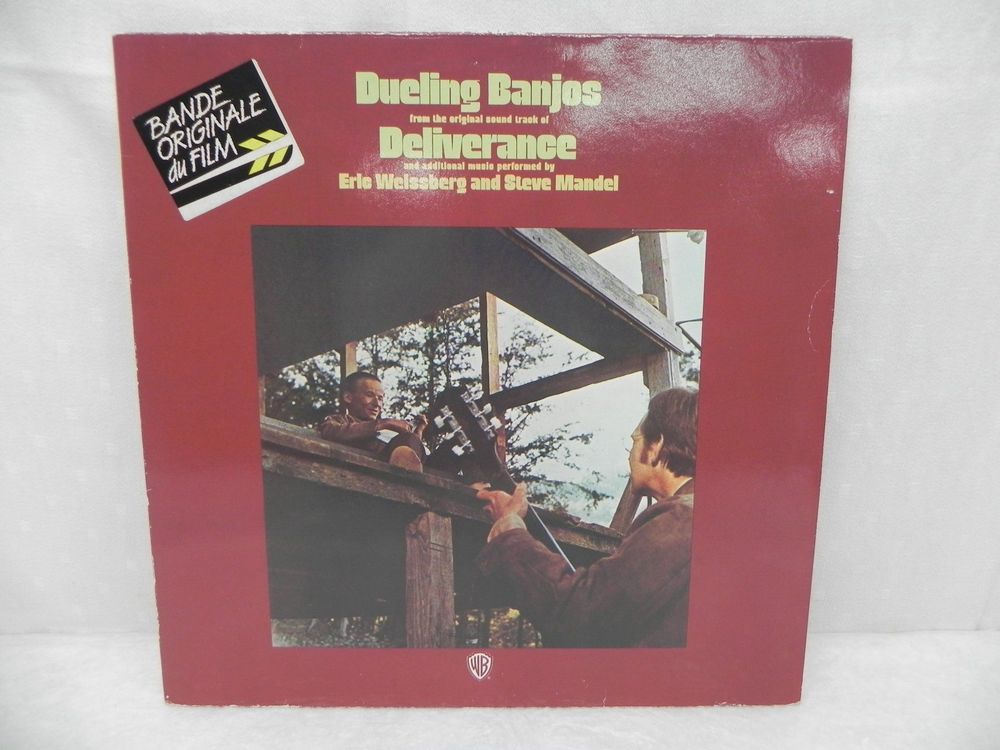 BANDE
ORIGINALE
du FILM
Dueling Banjos
from the original sound track of
Deliverance
and additional music performed by
Eric Weissberg and Steve Mandel
WB